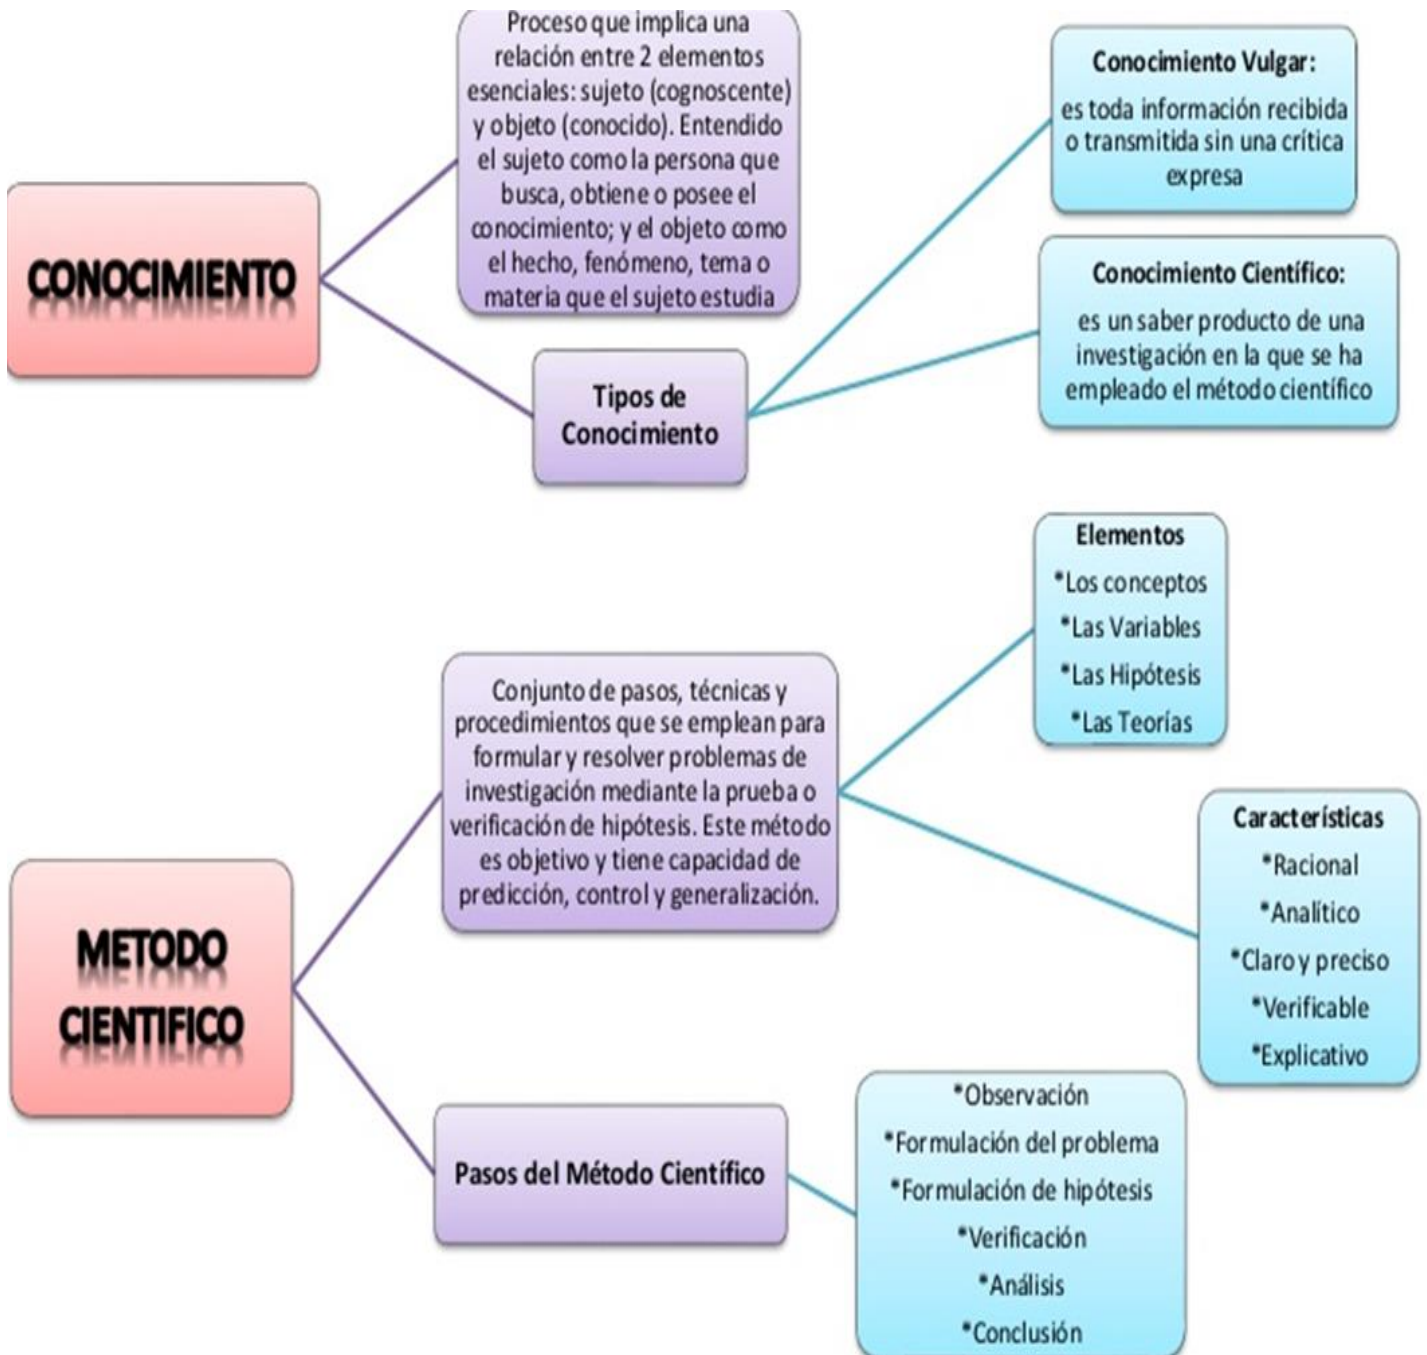 CONOCIMIENTO
Proceso que implica una
relación entre 2 elementos
esenciales: sujeto (cognoscente)
y objeto (conocido). Entendido
el sujeto como la persona que
busca, obtiene o posee el
conocimiento; y el objeto como
el hecho, fenómeno, tema o
materia que el sujeto estudia
Tipos de
Conocimiento
Conocimiento Vulgar:
es toda información recibida
o transmitida sin una crítica
expresa
Conocimiento Científico:
es un saber producto de una
investigación en la que se ha
empleado el método científico
METODO
CIENTIFICO
Conjunto de pasos, técnicas y
procedimientos que se emplean para
formular y resolver problemas de
investigación mediante la prueba o
verificación de hipótesis. Este método
es objetivo y tiene capacidad de
predicción, control y generalización.
Elementos
*Los conceptos
*Las Variables
*Las Hipótesis
*Las Teorías
Características
*Racional
*Analítico
*Claro y preciso
*Verificable
*Explicativo
Pasos del Método Científico
*Observación
*Formulación del problema
*Formulación de hipótesis
*Verificación
*Análisis
*Conclusión